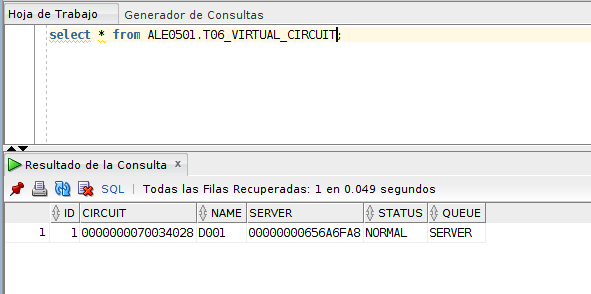 Hoja de Trabajo Generador de Consultas
select * from ALE0501.T06_VIRTUAL_CIRCUIT;
Resultado de la Consulta x
SQL | Todas las Filas Recuperadas: 1 en 0.049 segundos
ID CIRCUIT NAME SERVER STATUS QUEUE
1 1 0000000070034028 D001 00000000656A6FA8 NORMAL SERVER